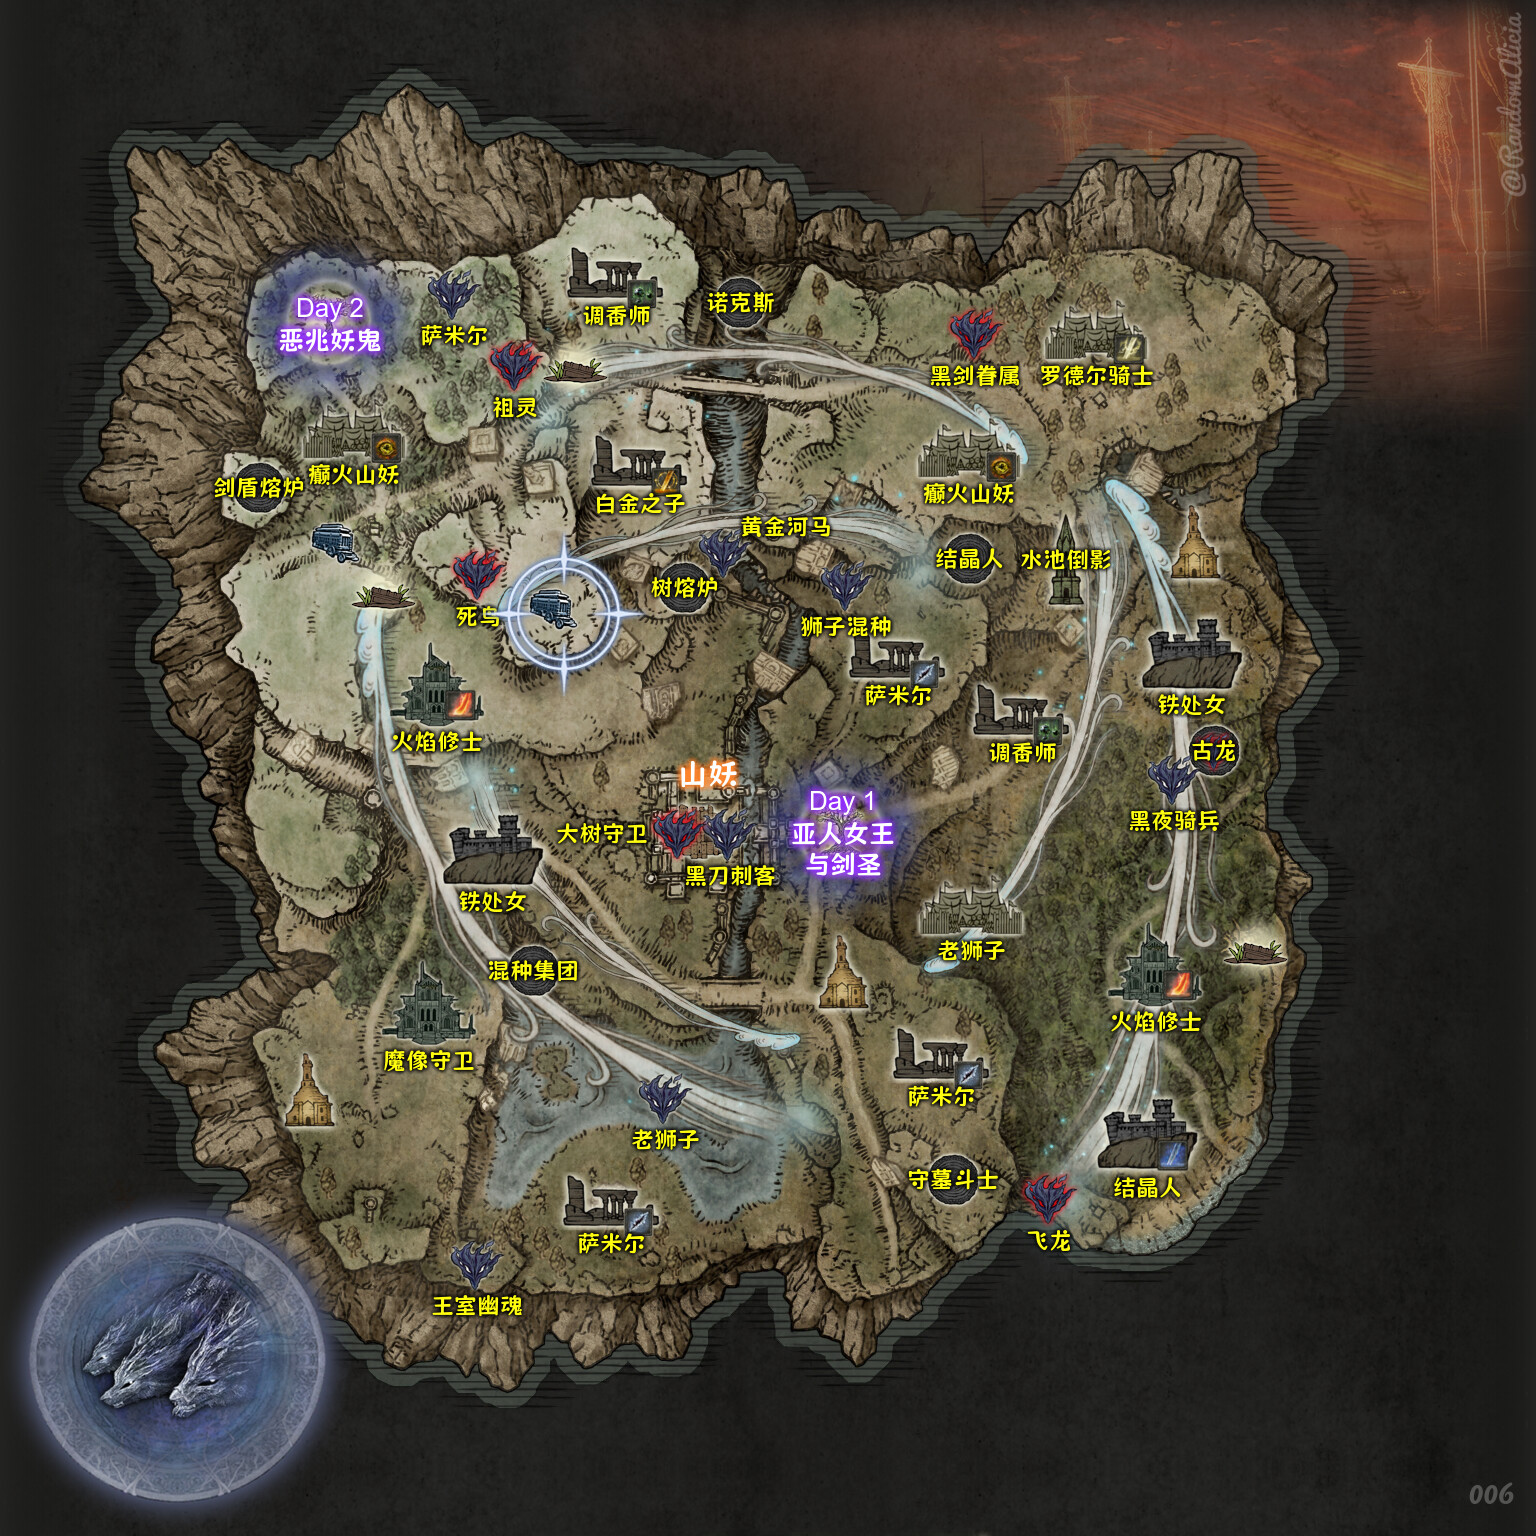 @RandomAlicia
Day 2
恶兆妖鬼
萨米尔
调香师
诺克斯
黑剑眷属
罗德尔骑士
祖灵
癫火山妖
剑盾熔炉
白金之子
癫火山妖
黄金河马
结晶人
水池倒影
树熔炉
死鸟
狮子混种
萨米尔
铁处女
火焰修士
调香师
古龙
山妖
Day 1
亚人女王
与剑圣
大树守卫
黑刀刺客
黑夜骑兵
铁处女
老狮子
混种集团
火焰修士
魔像守卫
萨米尔
老狮子
守墓斗士
结晶人
萨米尔
飞龙
王室幽魂
006